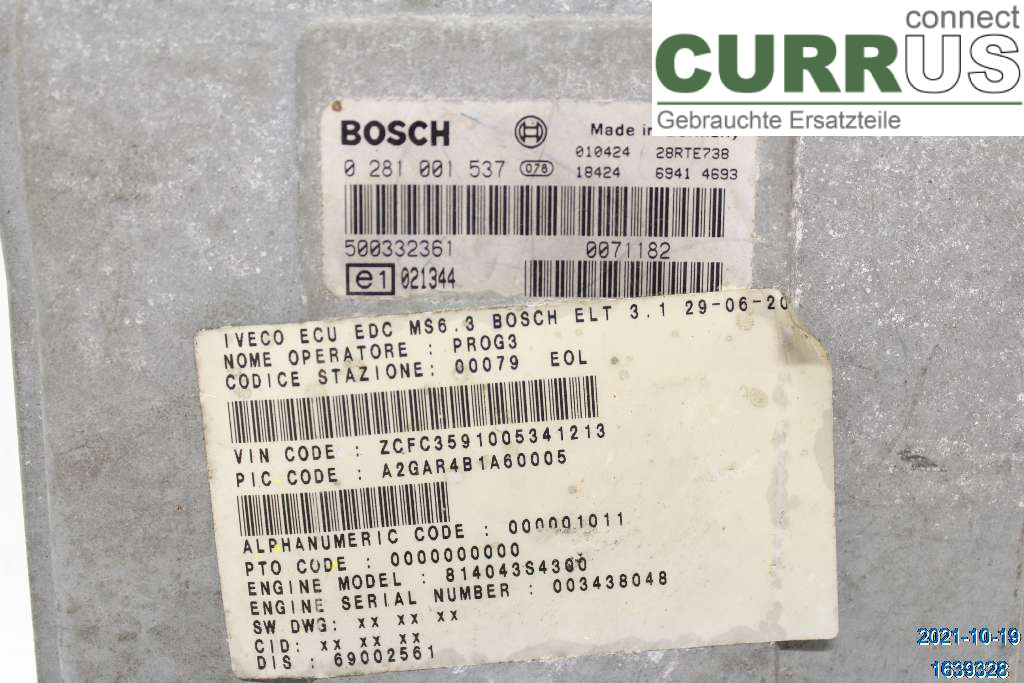 connect
CURRUS
Gebrauchte Ersatzteile
BOSCH Made in Germany
010424 28RTE738
0 281 001 537 078 18424 6941 4693
500332361 0071182
e1 021344
IVECO ECU EDC MS6.3 BOSCH ELT 3.1 29-06-20
NOME OPERATORE : PROG3
CODICE STAZIONE: 00079 EOL
VIN CODE : ZCFC3591005341213
PIC CODE : A2GAR4B1A60005
ALPHANUMERIC CODE : 000001011
PTO CODE : 0000000000
ENGINE MODEL : 814043S4300
ENGINE SERIAL NUMBER : 003438048
SW DWG: XX XX XX
CID: XX XX XX
DIS : 69002561
2021-10-19
1639328